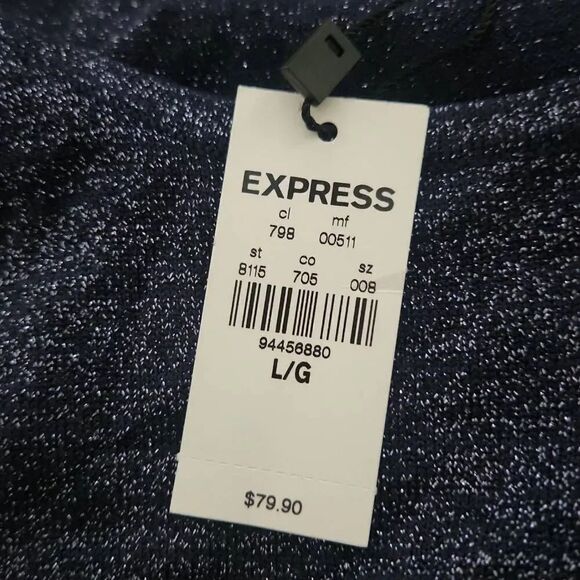 EXPRESS
cl mf
798 00511
st co sz
8115 705 008
94456880
L/G
$79.90